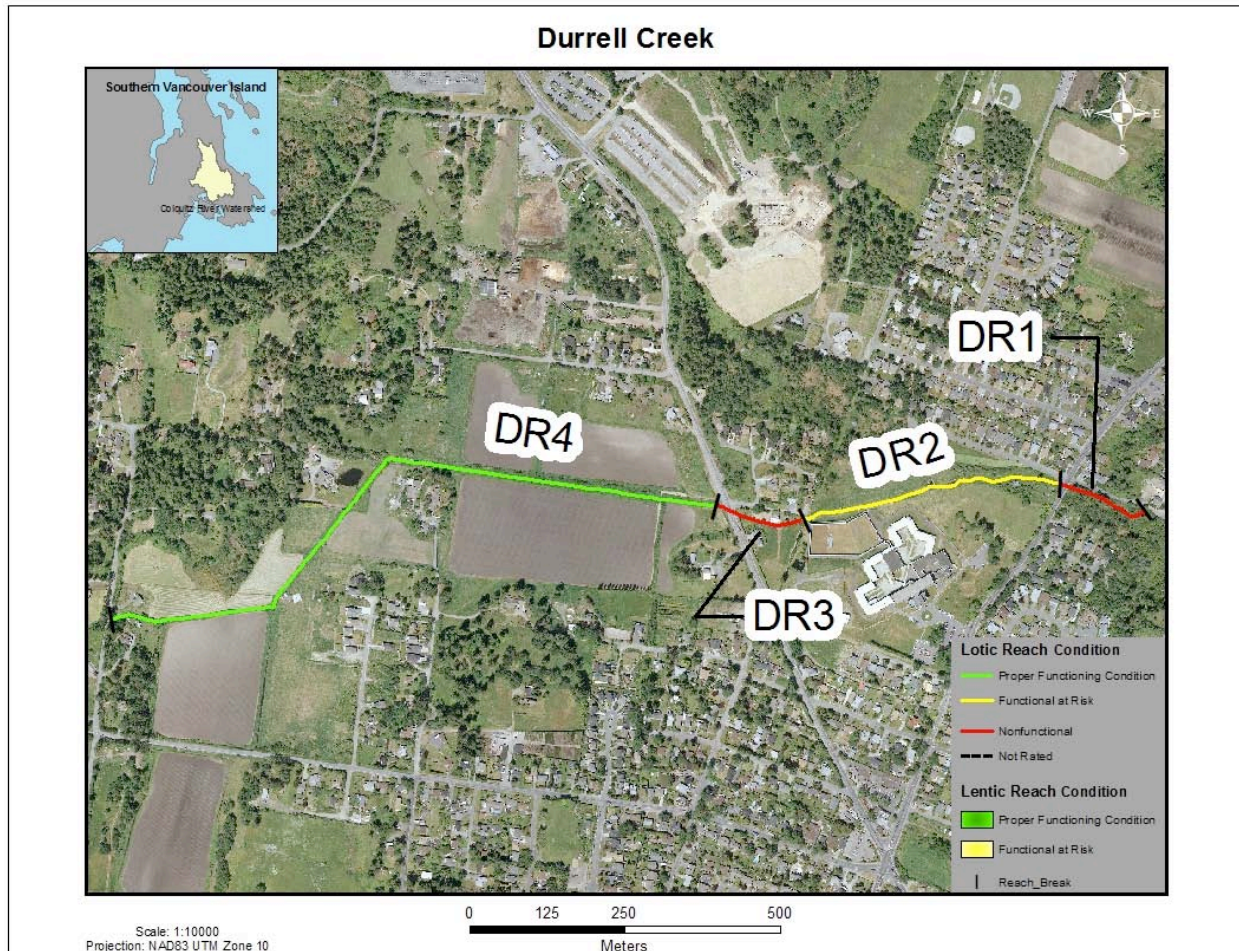 Durrell Creek
Southern Vancouver Island
Colquitz River Watershed
N
W
E
S
DR1
DR2
DR4
DR3
Lotic Reach Condition
Proper Functioning Condition
Functional at Risk
Nonfunctional
Not Rated
Lentic Reach Condition
Proper Functioning Condition
Functional at Risk
Reach_Break
Scale: 1:10000
Projection: NAD83 UTM Zone 10
0 125 250 500
Meters